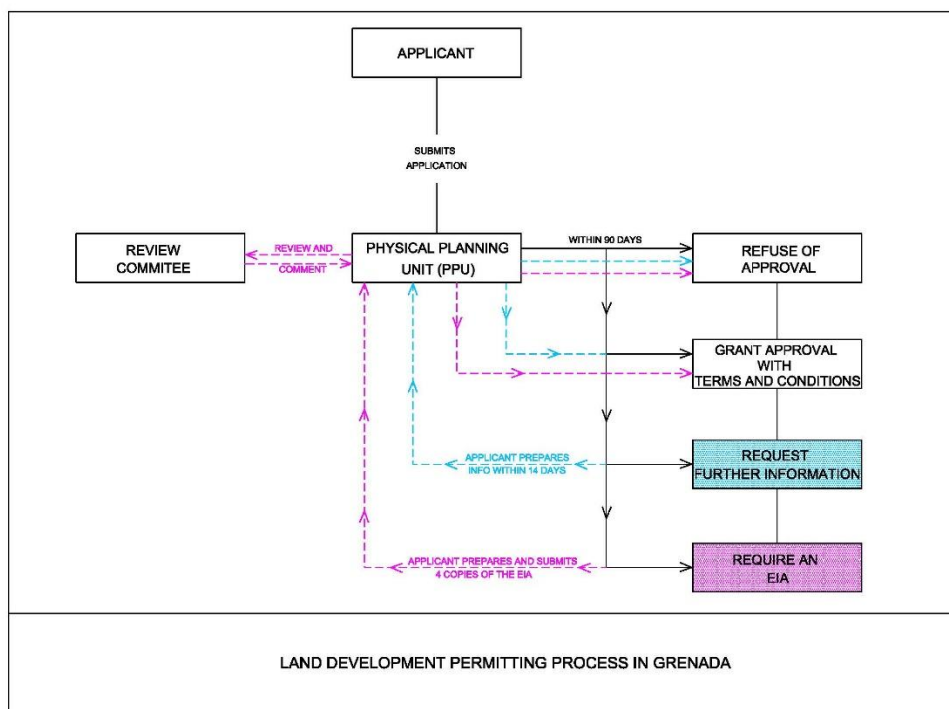 APPLICANT
SUBMITS
APPLICATION
REVIEW
COMMITEE
REVIEW AND
COMMENT
PHYSICAL PLANNING
UNIT (PPU)
WITHIN 90 DAYS
REFUSE OF
APPROVAL
GRANT APPROVAL
WITH
TERMS AND CONDITIONS
APPLICANT PREPARES
INFO WITHIN 14 DAYS
REQUEST
FURTHER INFORMATION
APPLICANT PREPARES AND SUBMITS
4 COPIES OF THE EIA
REQUIRE AN
EIA
LAND DEVELOPMENT PERMITTING PROCESS IN GRENADA